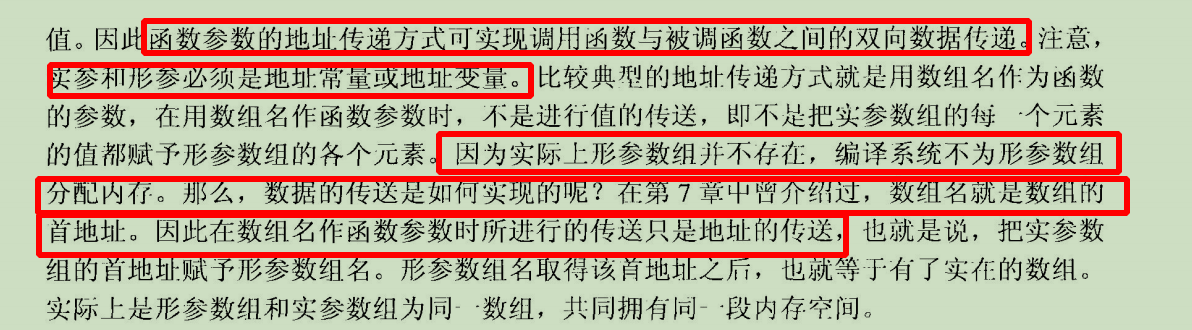 值。因此函数参数的地址传递方式可实现调用函数与被调函数之间的双向数据传递。注意，
实参和形参必须是地址常量或地址变量。比较典型的地址传递方式就是用数组名作为函数
的参数，在用数组名作函数参数时，不是进行值的传送，即不是把实参数组的每一个元素
的值都赋予形参数组的各个元素。因为实际上形参数组并不存在，编译系统不为形参数组
分配内存。那么，数据的传送是如何实现的呢？在第 7 章中曾介绍过，数组名就是数组的
首地址。因此在数组名作函数参数时所进行的传送只是地址的传送，也就是说，把实参数
组的首地址赋予形参数组名。形参数组名取得该首地址之后，也就等于有了实在的数组。
实际上是形参数组和实参数组为同一数组，共同拥有同一段内存空间。